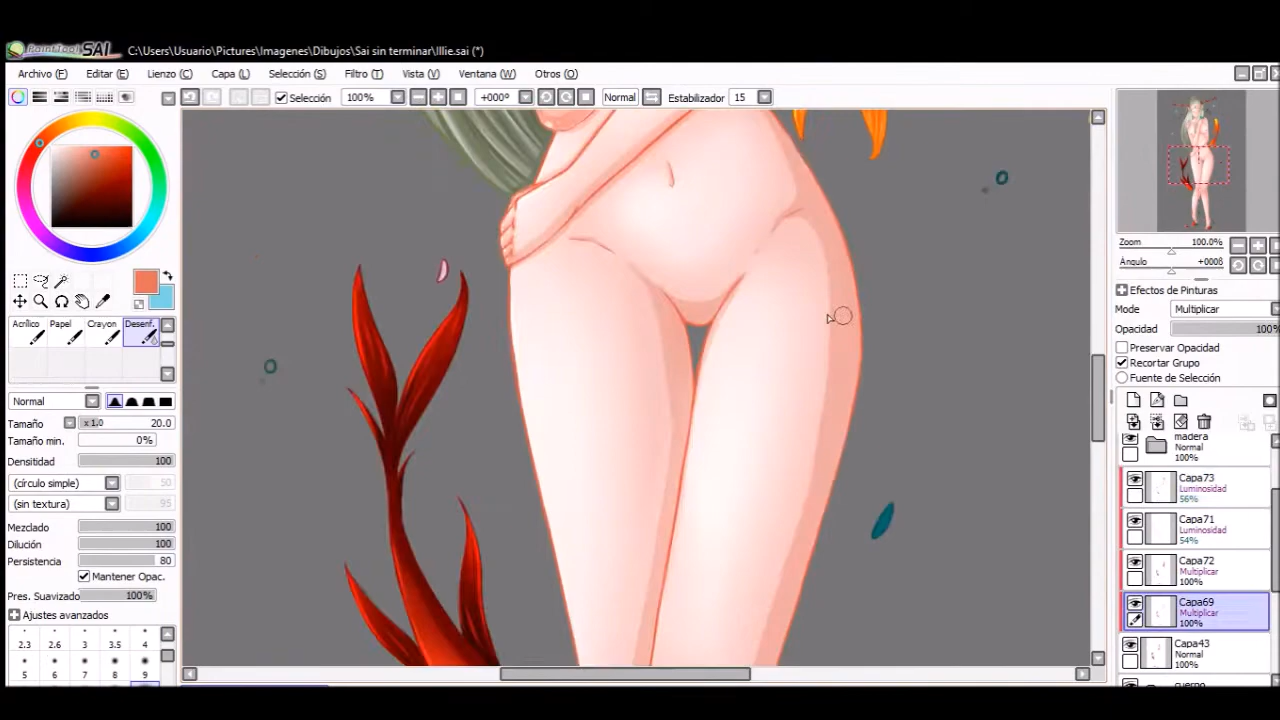 PaintTool SAI C:\Users\Usuario\Pictures\Imagenes\Dibujos\Sai sin terminar\Illie.sai (*)
Archivo (F) Editar (E) Lienzo (C) Capa (L) Selección (S) Filtro (T) Vista (V) Ventana (W) Otros (O)
Selección 100% +000º Normal Estabilizador 15
Zoom 100.0%
Ángulo +000º
Efectos de Pinturas
Modo Multiplicar
Opacidad 100%
Preservar Opacidad
Recortar Grupo
Fuente de Selección
Acrílico Papel Crayon Desenf.
Normal
Tamaño x 1.0 20.0
Tamaño min. 0%
Densitidad 100
(círculo simple) 50
(sin textura) 95
Mezclado 100
Dilución 100
Persistencia 80
Mantener Opac.
Pres. Suavizado 100%
Ajustes avanzados
2.3 2.6 3 3.5 4
5 6 7 8 9
madera
Normal
100%
Capa73
Luminosidad
56%
Capa71
Luminosidad
54%
Capa72
Multiplicar
100%
Capa69
Multiplicar
100%
Capa43
Normal
100%
cuerpo